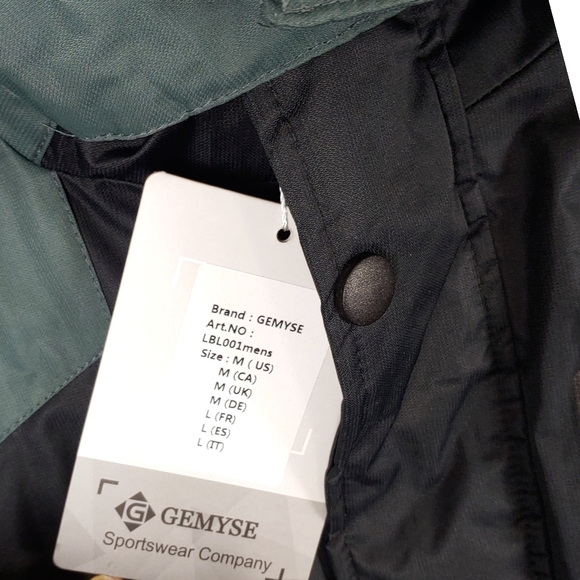 Brand : GEMYSE
Art.NO :
LBL001mens
Size : M ( US)
M (CA)
M (UK)
M (DE)
L (FR)
L (ES)
L (IT)
G GEMYSE
Sportswear Company